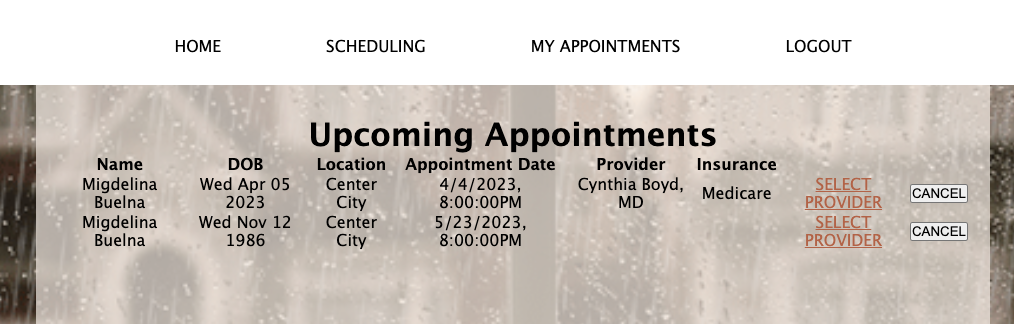 HOME SCHEDULING MY APPOINTMENTS LOGOUT
Upcoming Appointments
Name DOB Location Appointment Date Provider Insurance
Migdelina Wed Apr 05 Center 4/4/2023, Cynthia Boyd, Medicare SELECT CANCEL
Buelna 2023 City 8:00:00PM MD PROVIDER
Migdelina Wed Nov 12 Center 5/23/2023, SELECT CANCEL
Buelna 1986 City 8:00:00PM PROVIDER